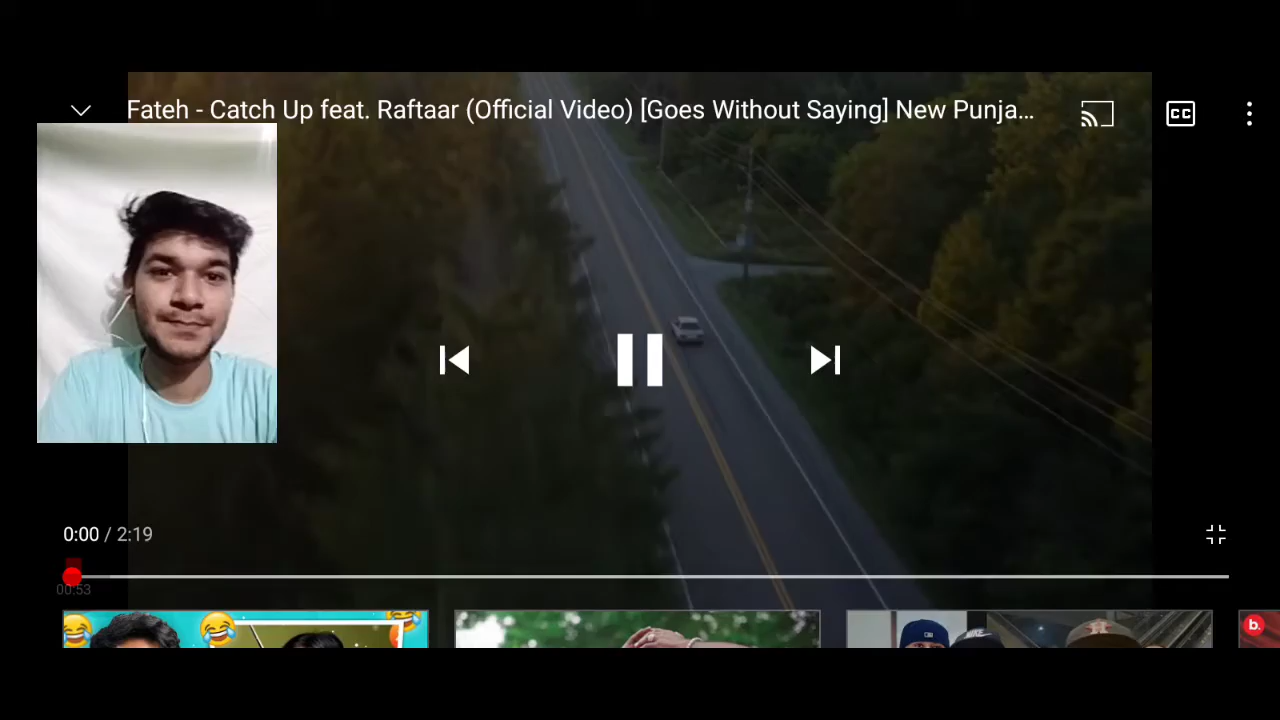 Fateh - Catch Up feat. Raftaar (Official Video) [Goes Without Saying] New Punja...
CC
0:00 / 2:19
00:53
b.